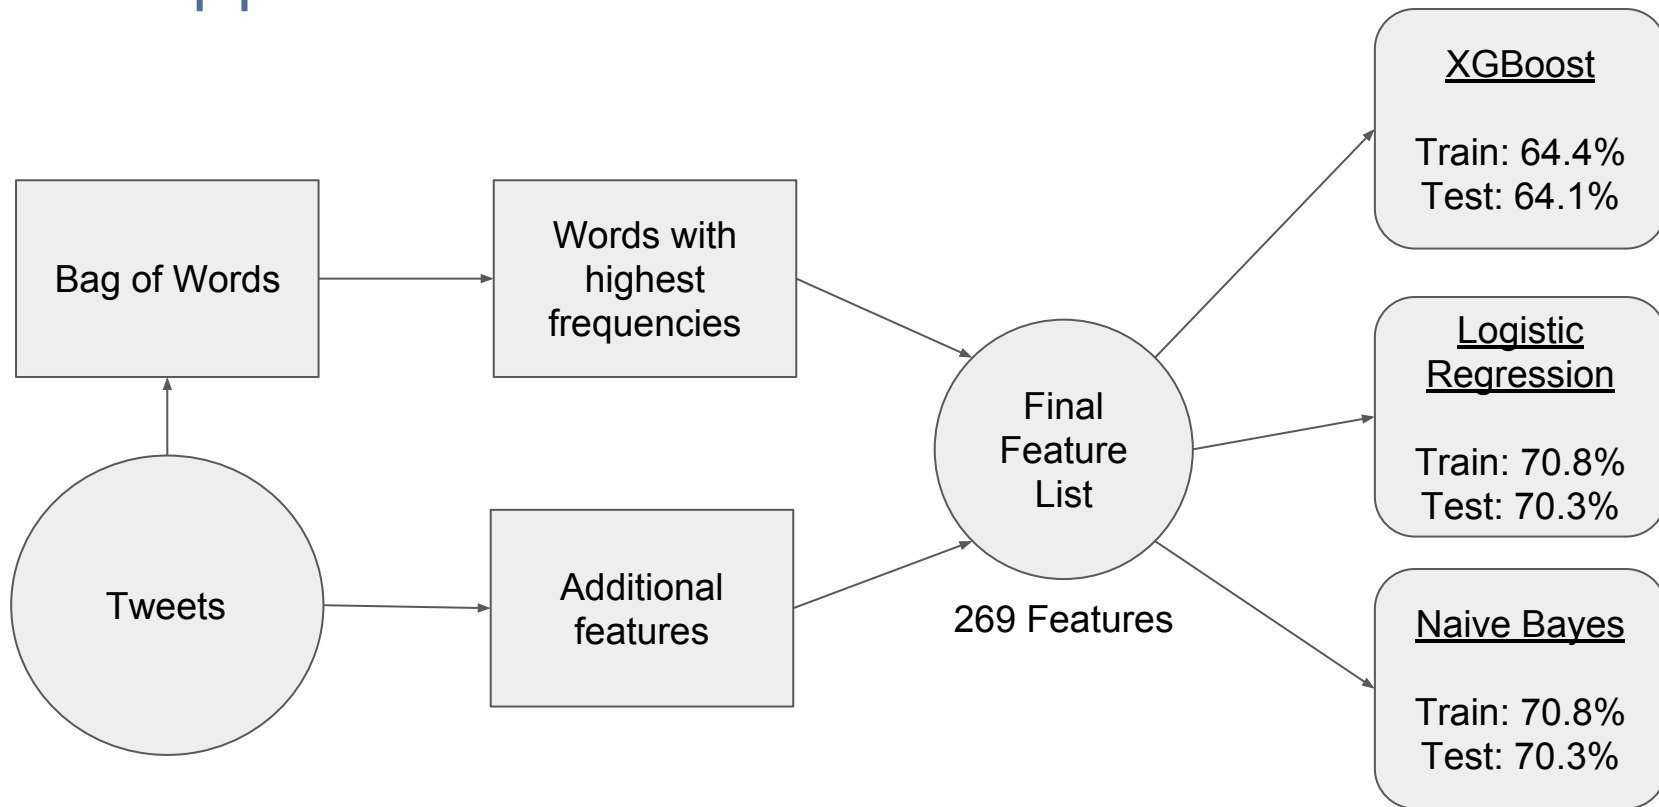 Bag of Words
Words with
highest
frequencies
Tweets
Additional
features
Final
Feature
List
269 Features
XGBoost
Train: 64.4%
Test: 64.1%
Logistic
Regression
Train: 70.8%
Test: 70.3%
Naive Bayes
Train: 70.8%
Test: 70.3%